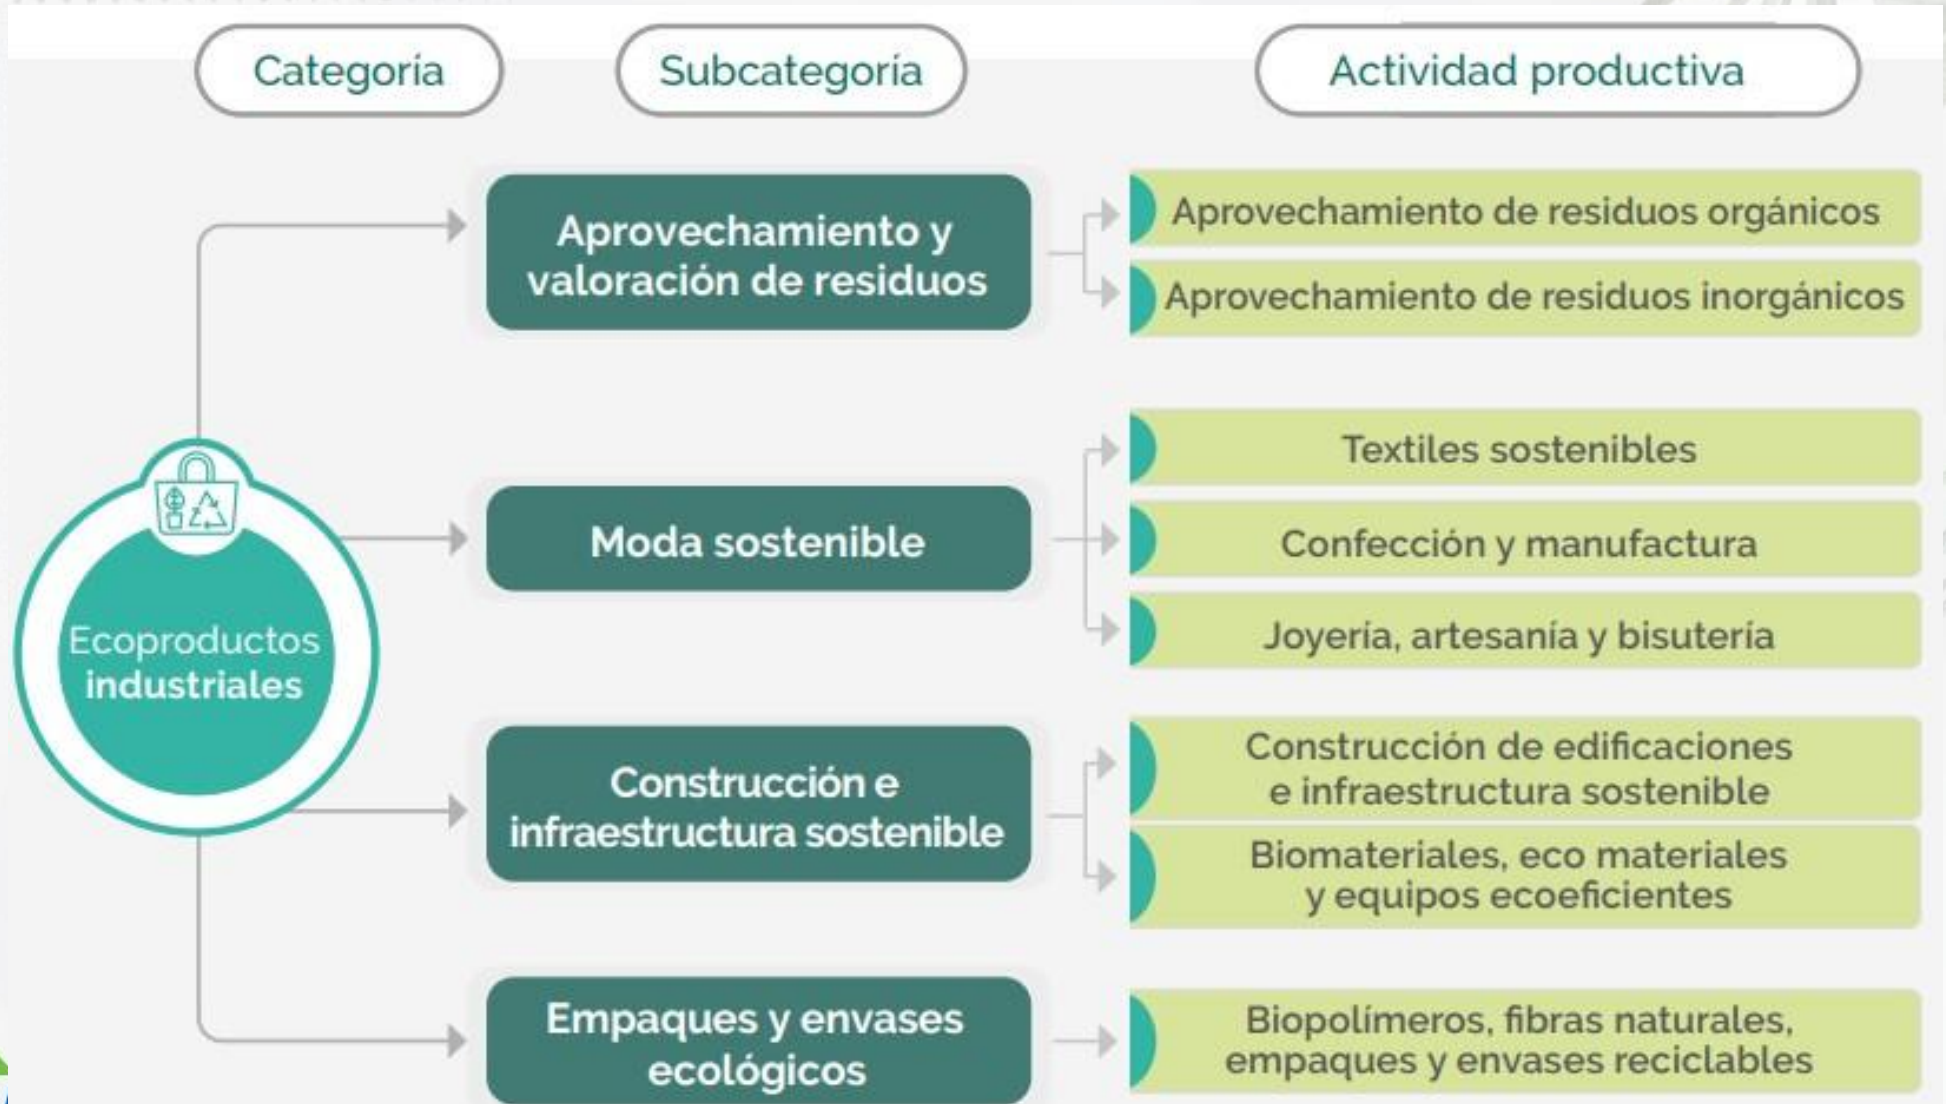 Categoría
Subcategoría
Actividad productiva
Ecoproductos
industriales
Aprovechamiento y
valoración de residuos
Aprovechamiento de residuos orgánicos
Aprovechamiento de residuos inorgánicos
Moda sostenible
Textiles sostenibles
Confección y manufactura
Joyería, artesanía y bisutería
Construcción e
infraestructura sostenible
Construcción de edificaciones
e infraestructura sostenible
Biomateriales, eco materiales
y equipos ecoeficientes
Empaques y envases
ecológicos
Biopolímeros, fibras naturales,
empaques y envases reciclables